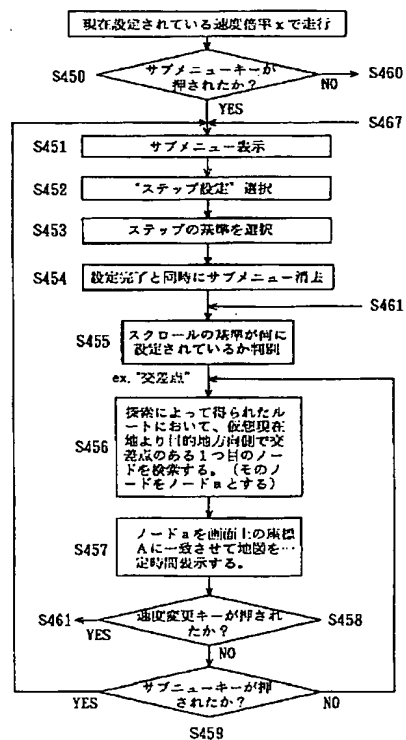 現在設定されている速度倍率xで走行
S450
サブメニューキーが
押されたか？
NO
S460
YES
S467
S451
サブメニュー表示
S452
“ステップ設定”選択
S453
ステップの基準を選択
S454
設定完了と同時にサブメニュー消去
S461
S455
スクロールの基準が何に
設定されているか判別
ex. “交差点”
S456
探索によって得られたル
ートにおいて、仮想現在
地より目的地方向側で交
差点のある1つ目のノー
ドを検索する。（そのノ
ードをノードaとする）
S457
ノードaを画面上の座標
Aに一致させて地図を一
定時間表示する。
S461
YES
速度変更キーが押され
たか？
S458
NO
YES
サブニューキーが押
されたか？
NO
S459